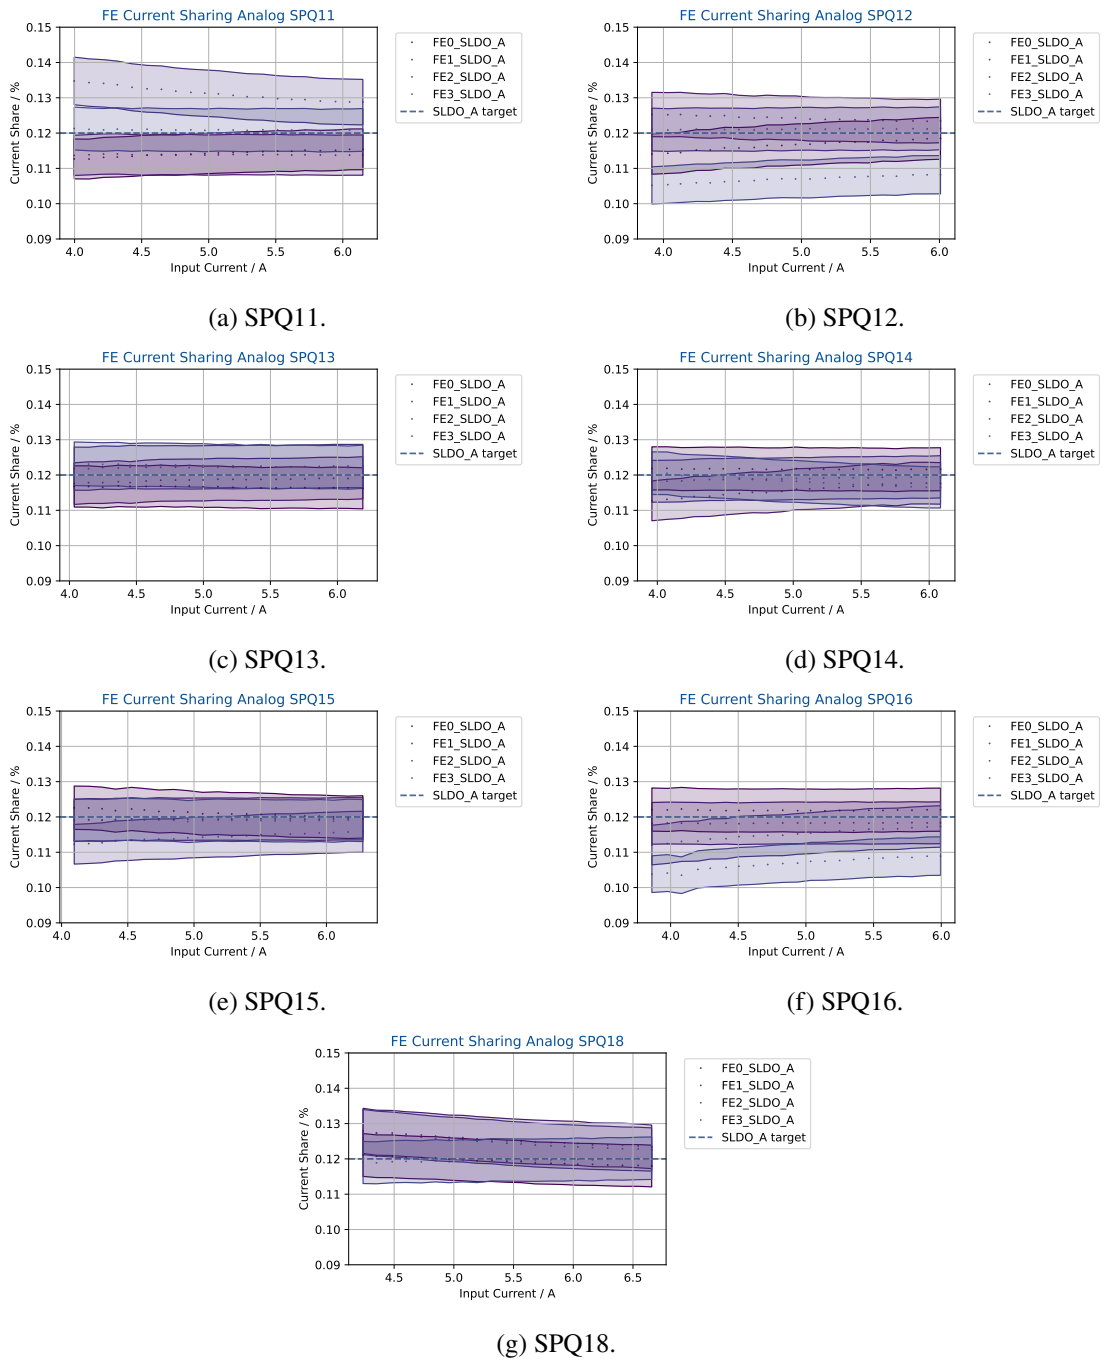 FE Current Sharing Analog SPQ11
0.15
0.14
0.13
0.12
0.11
0.10
0.09
Current Share / %
4.0 4.5 5.0 5.5 6.0
Input Current / A
FE0_SLDO_A
FE1_SLDO_A
FE2_SLDO_A
FE3_SLDO_A
SLDO_A target
(a) SPQ11.
FE Current Sharing Analog SPQ12
0.15
0.14
0.13
0.12
0.11
0.10
0.09
Current Share / %
4.0 4.5 5.0 5.5 6.0
Input Current / A
FE0_SLDO_A
FE1_SLDO_A
FE2_SLDO_A
FE3_SLDO_A
SLDO_A target
(b) SPQ12.
FE Current Sharing Analog SPQ13
0.15
0.14
0.13
0.12
0.11
0.10
0.09
Current Share / %
4.0 4.5 5.0 5.5 6.0
Input Current / A
FE0_SLDO_A
FE1_SLDO_A
FE2_SLDO_A
FE3_SLDO_A
SLDO_A target
(c) SPQ13.
FE Current Sharing Analog SPQ14
0.15
0.14
0.13
0.12
0.11
0.10
0.09
Current Share / %
4.0 4.5 5.0 5.5 6.0
Input Current / A
FE0_SLDO_A
FE1_SLDO_A
FE2_SLDO_A
FE3_SLDO_A
SLDO_A target
(d) SPQ14.
FE Current Sharing Analog SPQ15
0.15
0.14
0.13
0.12
0.11
0.10
0.09
Current Share / %
4.0 4.5 5.0 5.5 6.0
Input Current / A
FE0_SLDO_A
FE1_SLDO_A
FE2_SLDO_A
FE3_SLDO_A
SLDO_A target
(e) SPQ15.
FE Current Sharing Analog SPQ16
0.15
0.14
0.13
0.12
0.11
0.10
0.09
Current Share / %
4.0 4.5 5.0 5.5 6.0
Input Current / A
FE0_SLDO_A
FE1_SLDO_A
FE2_SLDO_A
FE3_SLDO_A
SLDO_A target
(f) SPQ16.
FE Current Sharing Analog SPQ18
0.15
0.14
0.13
0.12
0.11
0.10
0.09
Current Share / %
4.5 5.0 5.5 6.0 6.5
Input Current / A
FE0_SLDO_A
FE1_SLDO_A
FE2_SLDO_A
FE3_SLDO_A
SLDO_A target
(g) SPQ18.